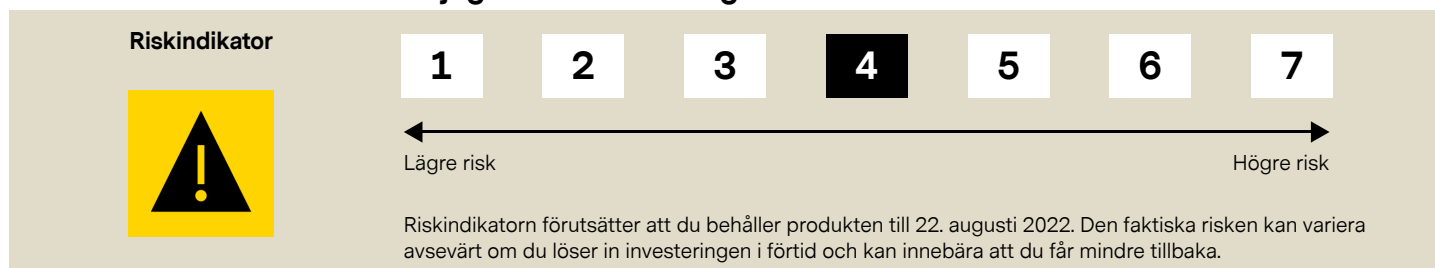 Riskindikator
1 2 3 4 5 6 7
Lägre risk Högre risk
Riskindikatorn förutsätter att du behåller produkten till 22. augusti 2022. Den faktiska risken kan variera
avsevärt om du löser in investeringen i förtid och kan innebära att du får mindre tillbaka.